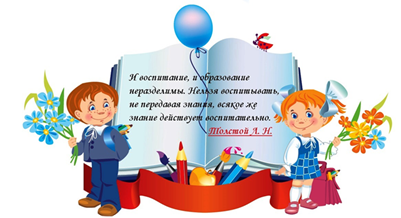 И воспитание, и образование
неразделимы. Нельзя воспитывать,
не передавая знания, всякое же
знание действует воспитательно.
Толстой Л. Н.